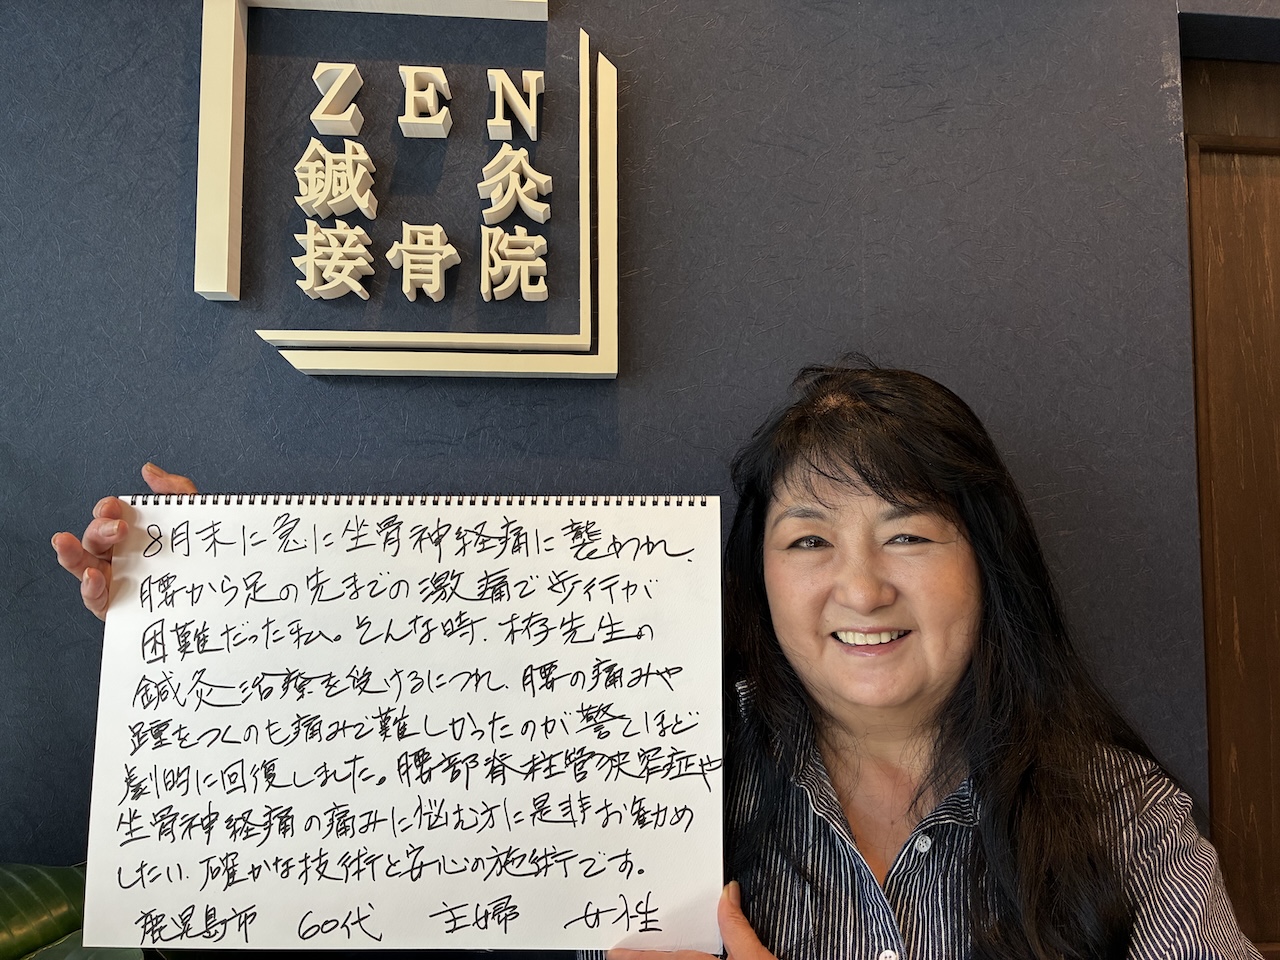 ZEN
鍼灸
接骨院
8月末に急に坐骨神経痛に襲われ、
腰から足の先までの激痛で歩行が
困難だった私。そんな時、栫先生の
鍼灸治療を受けるにつれ、腰の痛みや
踵をつくのも痛みで難しかったのが驚くほど
劇的に回復しました。腰部脊柱管狭窄症や
坐骨神経痛の痛みに悩む方に是非お勧め
したい、確かな技術と安心の施術です。
鹿児島市 60代 主婦 女性